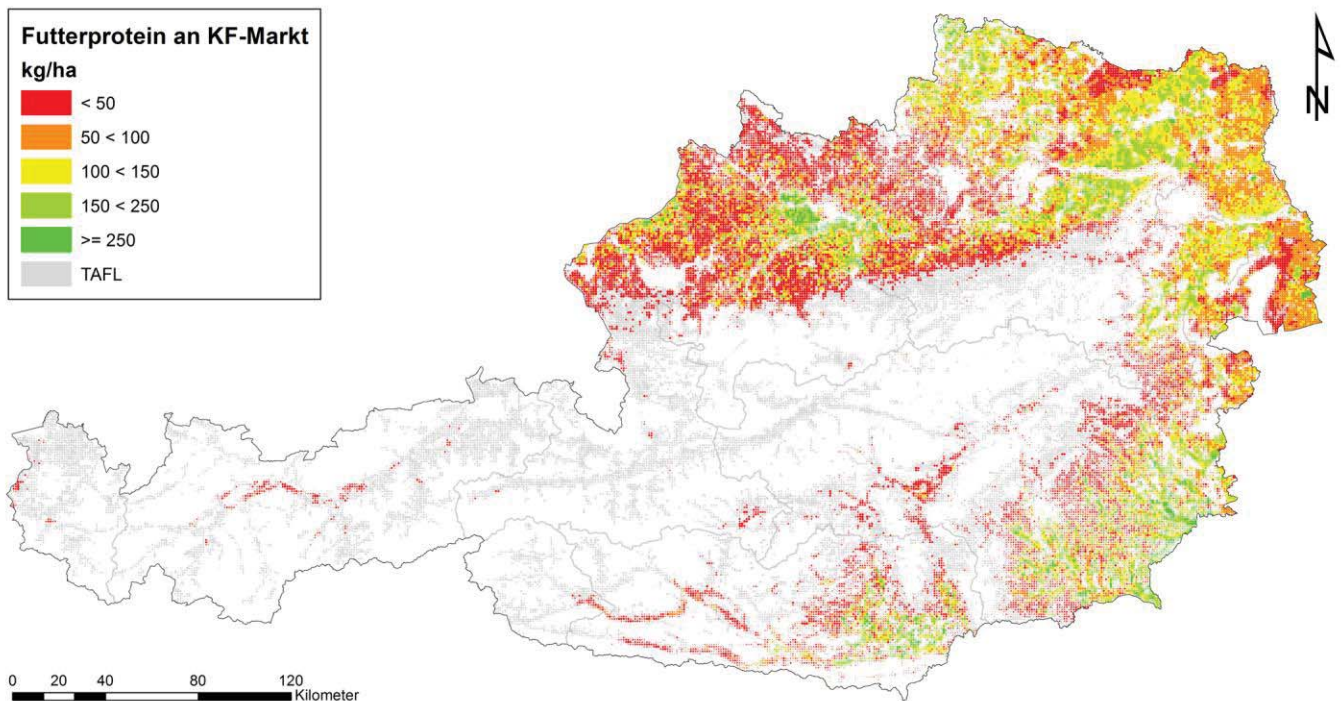 Futterprotein an KF-Markt
kg/ha
< 50
50 < 100
100 < 150
150 < 250
>= 250
TAFL
N
0 20 40 80 120
Kilometer